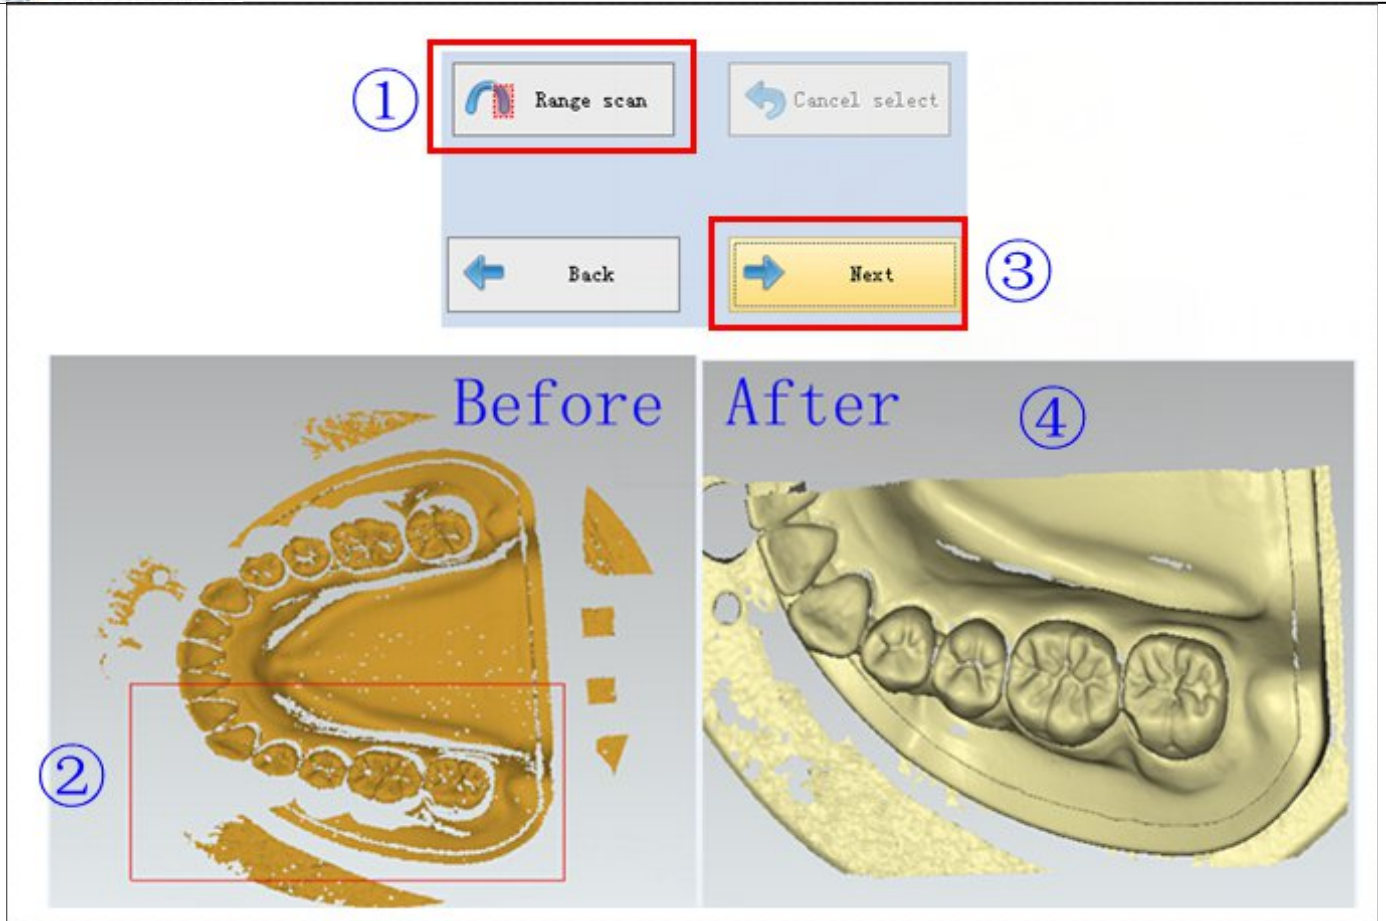 ① Range scan Cancel select
Back Next ③
Before After ④
②